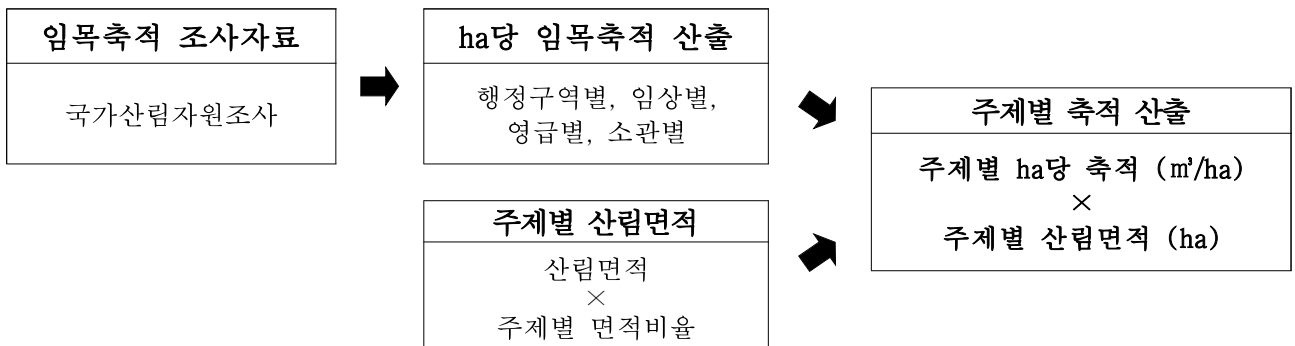 임목축적 조사자료
국가산림자원조사
ha당 임목축적 산출
행정구역별, 임상별,
영급별, 소관별
주제별 산림면적
산림면적
×
주제별 면적비율
주제별 축적 산출
주제별 ha당 축적 (㎥/ha)
×
주제별 산림면적 (ha)